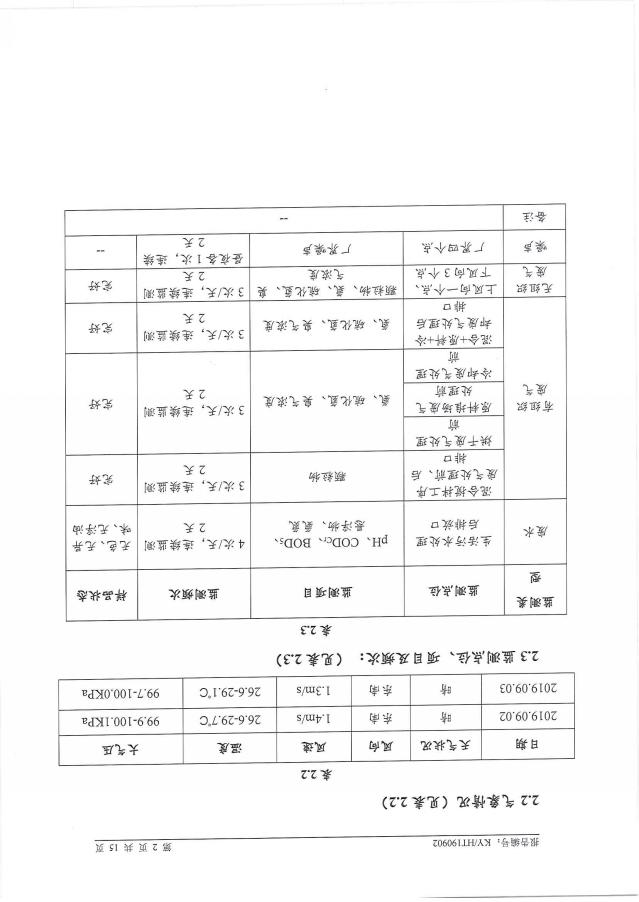 报告编号：KY/HT190902 第 2 页 共 15 页
2.2 气象情况（见表 2.2）
表 2.2
日期 天气状况 风向 风速 温度 大气压
2019.09.02 晴 东南 1.4m/s 26.6-29.7℃ 99.9-100.1KPa
2019.09.03 晴 东南 1.3m/s 26.6-29.1℃ 99.7-100.0KPa
2.3 监测点位、项目及频次：（见表 2.3）
表 2.3
监测类
型
监测点位 监测项目 监测频次 样品状态
废水
生活污水处理
后排放口
pH、CODcr、BOD5、
悬浮物、氨氮
4 次/天，连续监测
2 天
无色、无异
味、无浮油
有组织
废气
混合搅拌工序
废气处理前、后
排口
颗粒物
3 次/天，连续监测
2 天
完好
烘干废气处理
前
原料堆场废气
处理前
冷却废气处理
前
氨、硫化氢、臭气浓度
3 次/天，连续监测
2 天
完好
混合+原料+冷
却废气处理后
排口
氨、硫化氢、臭气浓度
3 次/天，连续监测
2 天
完好
无组织
废气
上风向一个点、
下风向 3 个点
颗粒物、氨、硫化氢、臭
气浓度
3 次/天，连续监测
2 天
完好
噪声
厂界四个点
厂界噪声
昼夜各 1 次，连续
2 天
--
备注 --